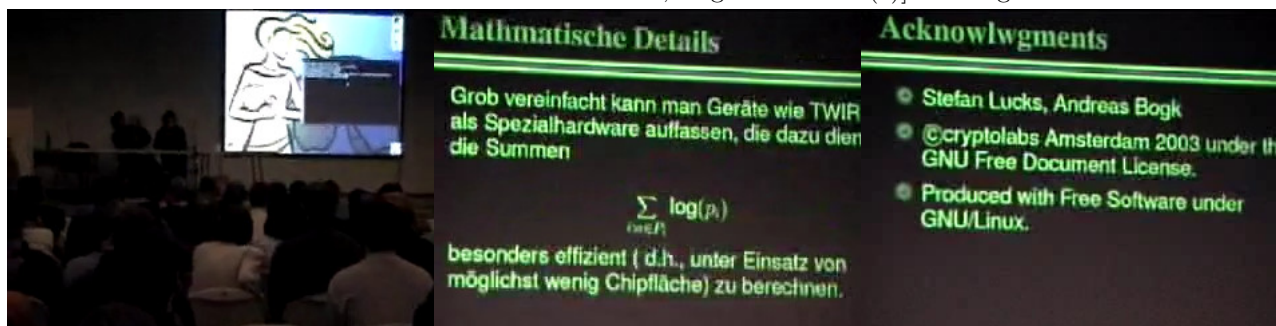 Mathmatische Details
Grob vereinfacht kann man Geräte wie TWIR
als Spezialhardware auffassen, die dazu dien
die Summen
∑ log(pᵢ)
besonders effizient ( d.h., unter Einsatz von
möglichst wenig Chipfläche) zu berechnen.
Acknowlwgments
Stefan Lucks, Andreas Bogk
©cryptolabs Amsterdam 2003 under th
GNU Free Document License.
Produced with Free Software under
GNU/Linux.